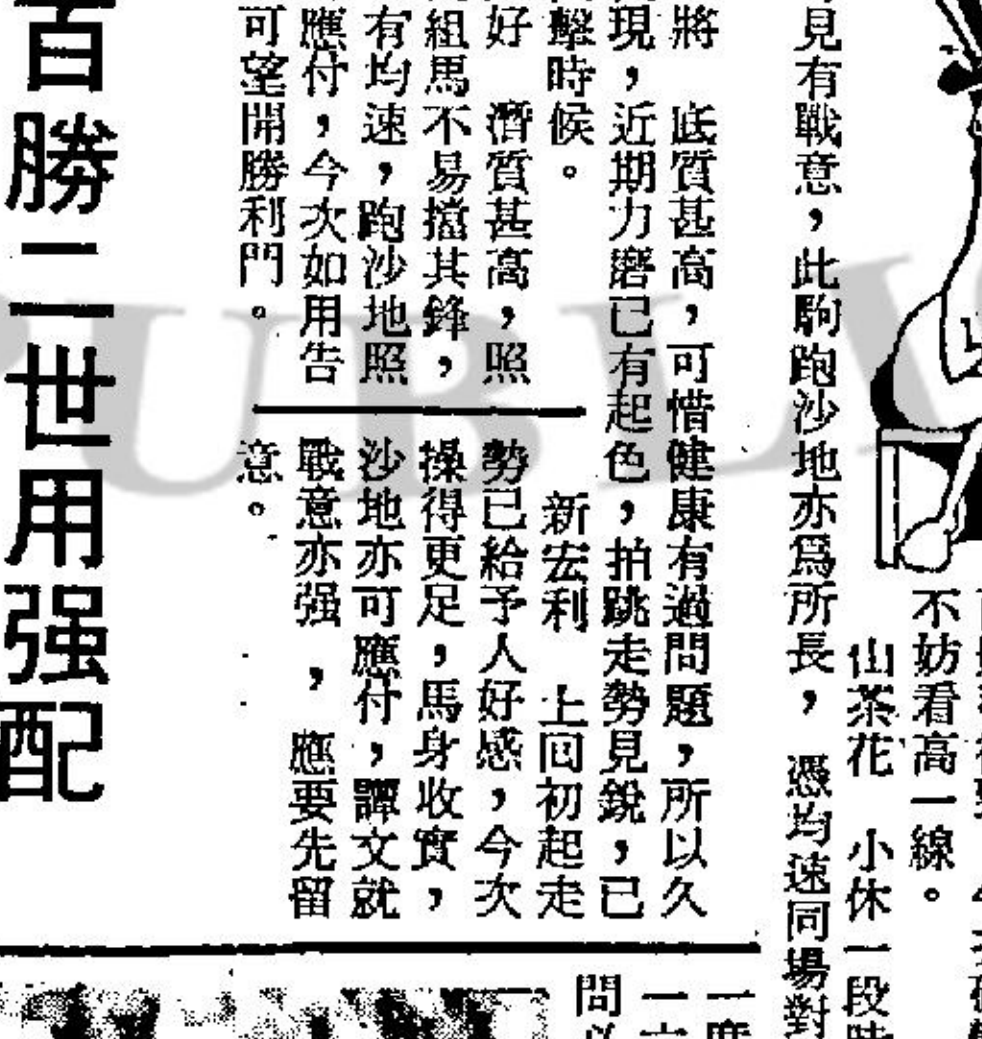 不妨看高一線。
山茶花　小休一段時
見有戰意，此駒跑沙地亦爲所長，憑均速同場對
將　底質甚高，可惜健康有過問題，所以久
現，近期力磨已有起色，拍跳走勢見銳，已
擊時候。
好　濟質甚高，照
組馬不易擋其鋒，
有均速，跑沙地照
應付，今次如用告
可望開勝利門。
新宏利　上回初起走
勢已給予人好感，今次
操得更足，馬身收實，
沙地亦可應付，譚文就
戰意亦强，應要先留
意。
百勝二世用强配
一度
一
問
PUBLI